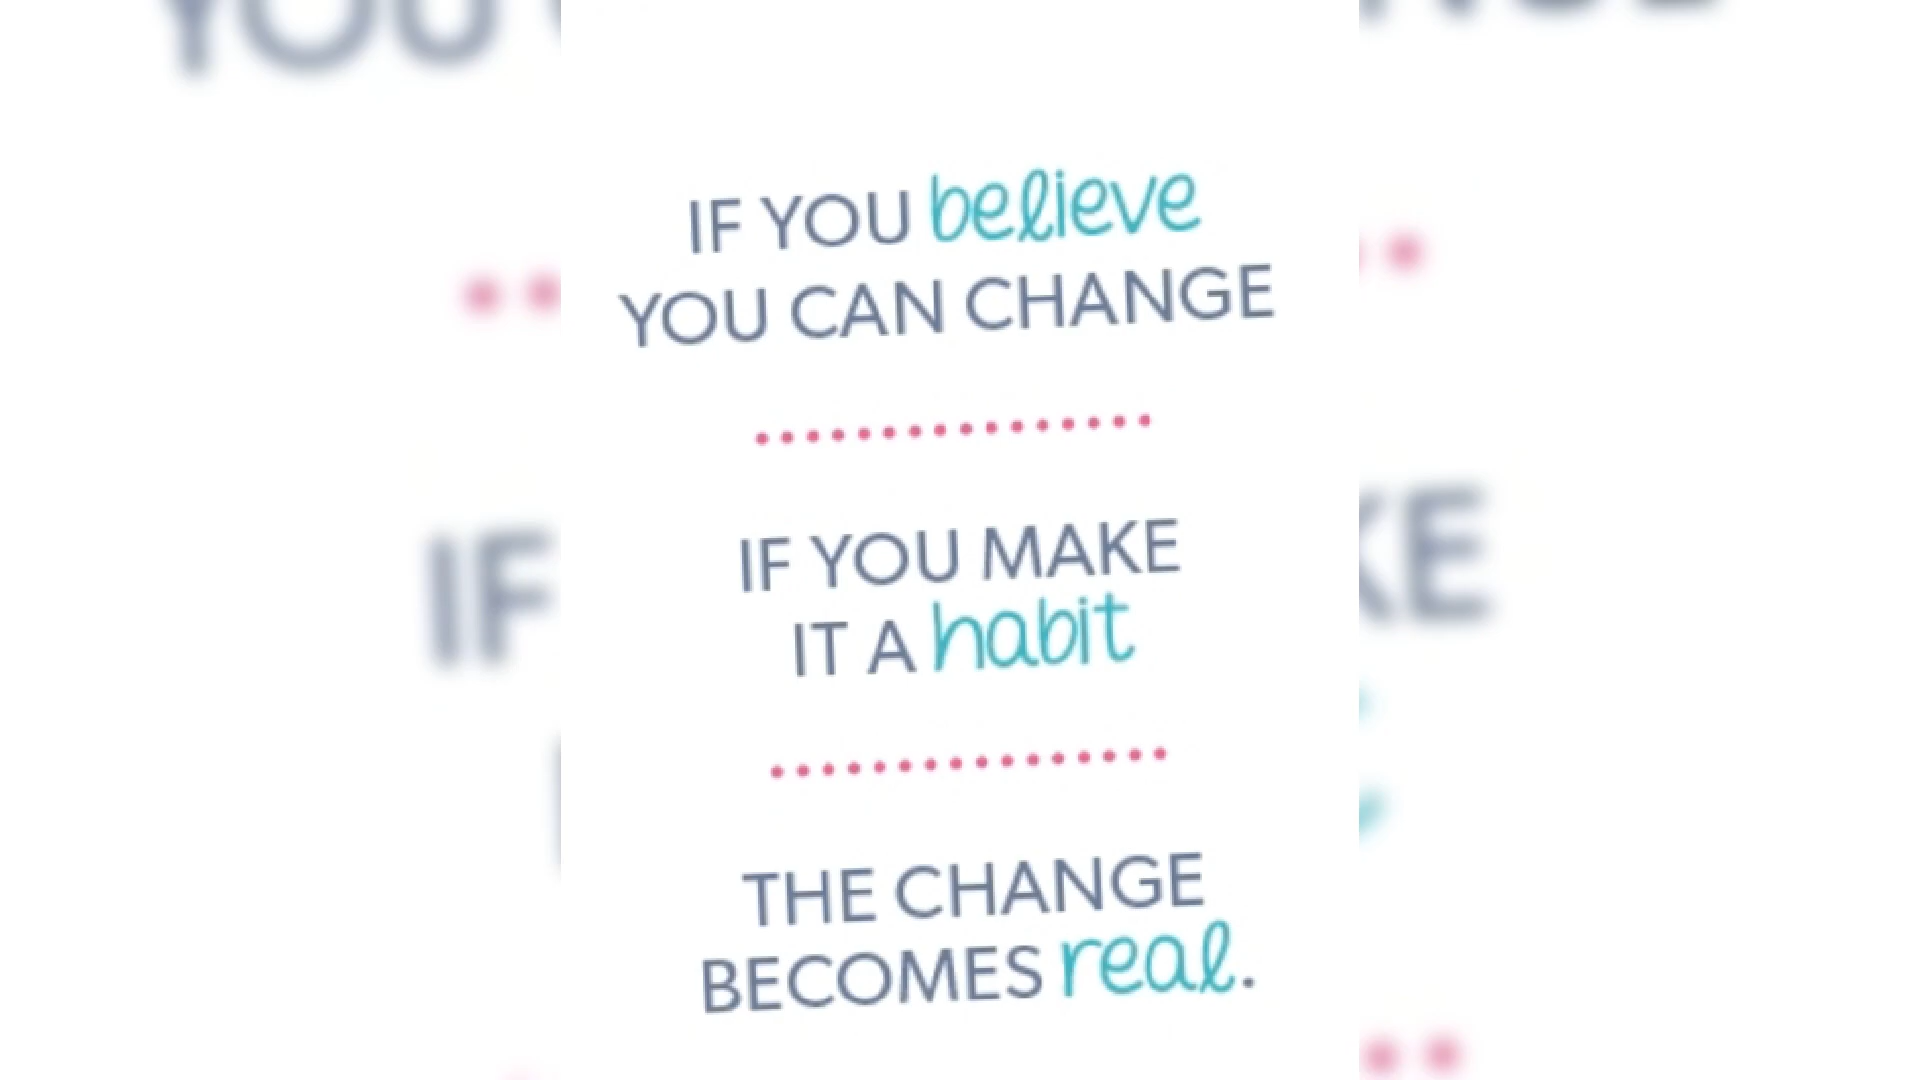 IF YOU believe
YOU CAN CHANGE
IF YOU MAKE
IT A habit
THE CHANGE
BECOMES real.